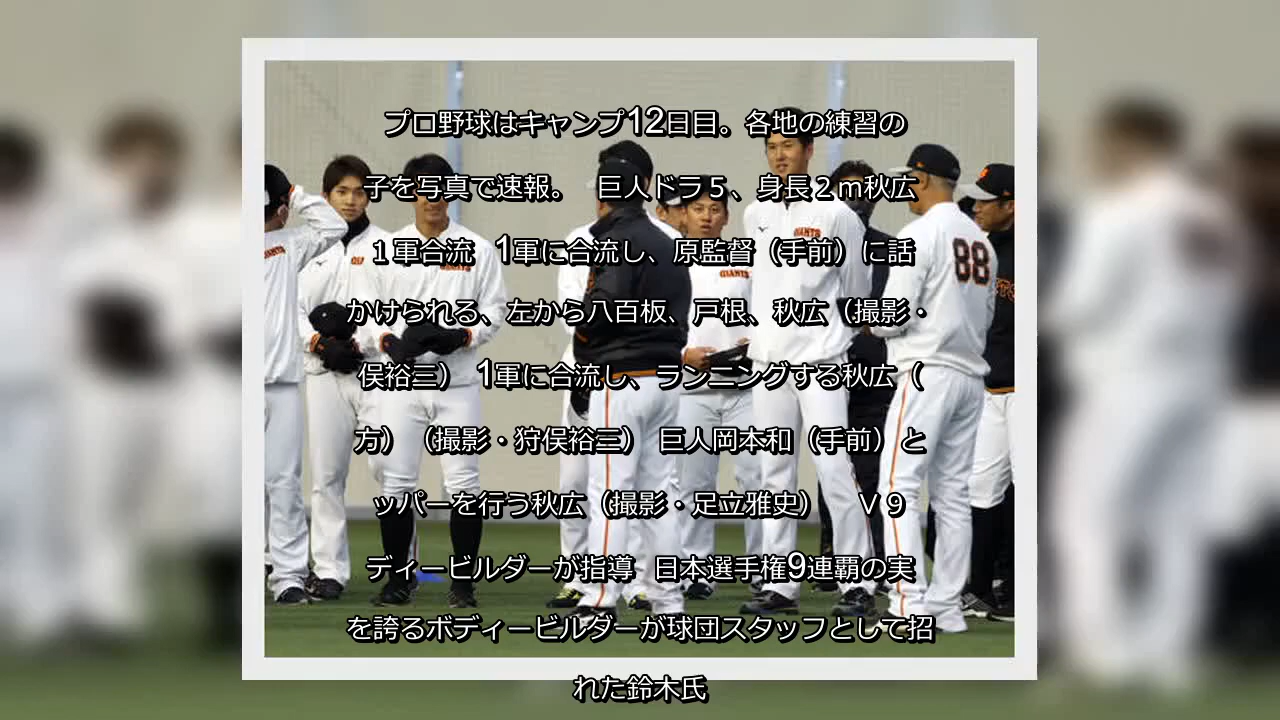 プロ野球はキャンプ12日目。各地の練習の
子を写真で速報。 巨人ドラ５、身長２ｍ秋広
１軍合流 1軍に合流し、原監督（手前）に話
かけられる、左から八百板、戸根、秋広（撮影・
俣裕三） 1軍に合流し、ランニングする秋広（
方）（撮影・狩俣裕三） 巨人岡本和（手前）と
ッパーを行う秋広（撮影・足立雅史） Ｖ９
ディービルダーが指導 日本選手権9連覇の実
を誇るボディービルダーが球団スタッフとして招
れた鈴木氏
GIANTS
GIANTS
GIANTS
88